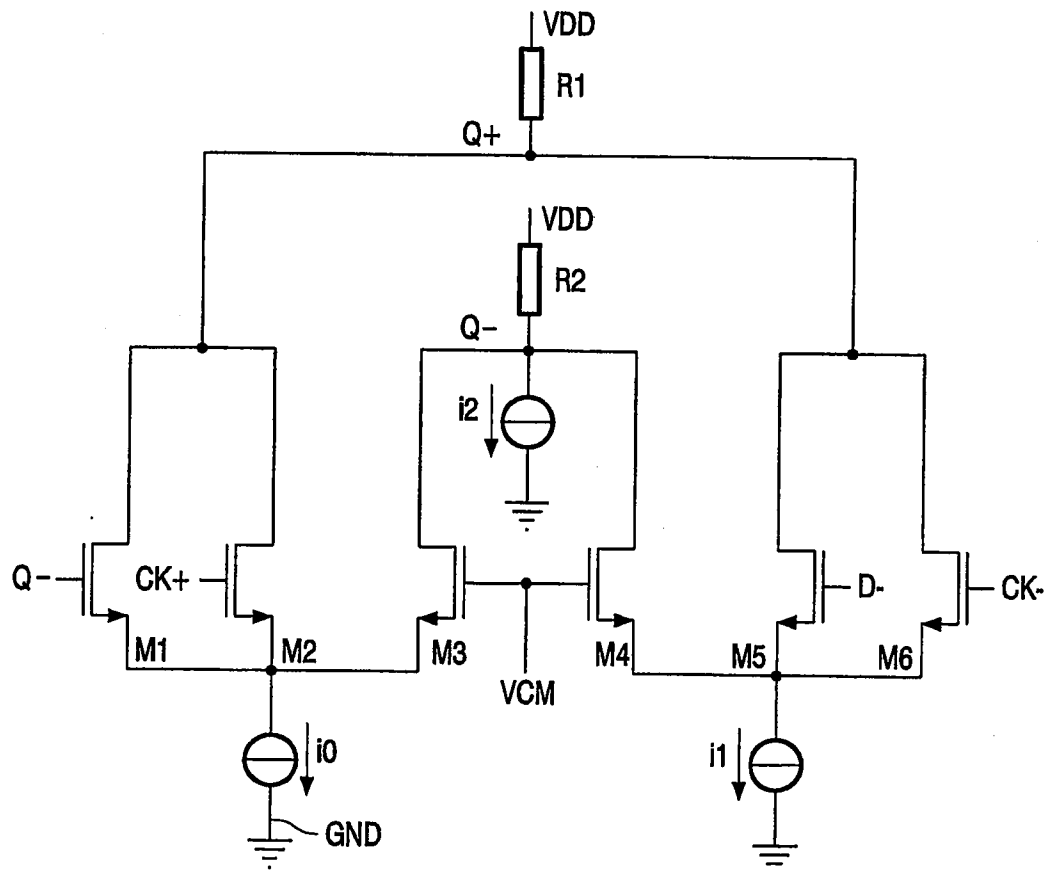 VDD
R1
Q+
VDD
R2
Q-
i2
Q-
CK+
D-
CK-
M1
M2
M3
M4
M5
M6
VCM
i0
i1
GND